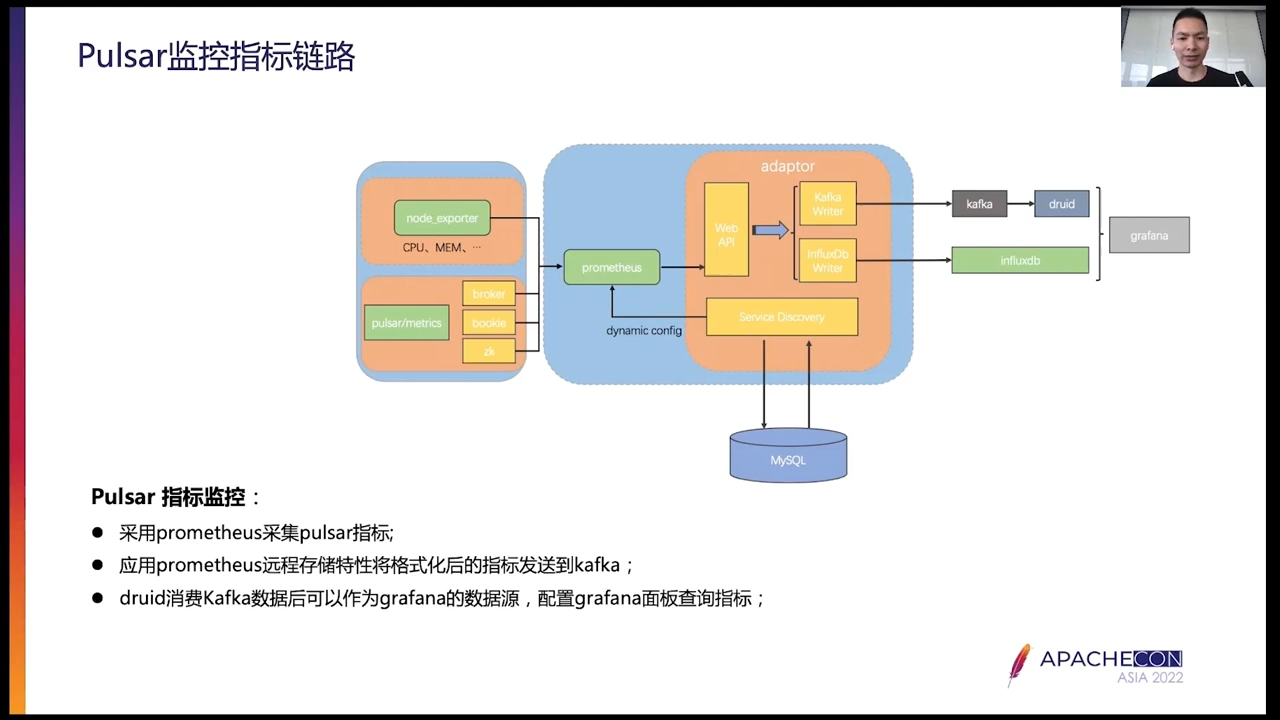 Pulsar监控指标链路
adaptor
node_exporter
CPU、MEM、...
pulsar/metrics
broker
bookie
zk
prometheus
dynamic config
Web
API
Kafka
Writer
InfluxDb
Writer
Service Discovery
MySQL
kafka
druid
influxdb
grafana
Pulsar 指标监控：
● 采用prometheus采集pulsar指标;
● 应用prometheus远程存储特性将格式化后的指标发送到kafka；
● druid消费Kafka数据后可以作为grafana的数据源，配置grafana面板查询指标；
APACHECON
ASIA 2022